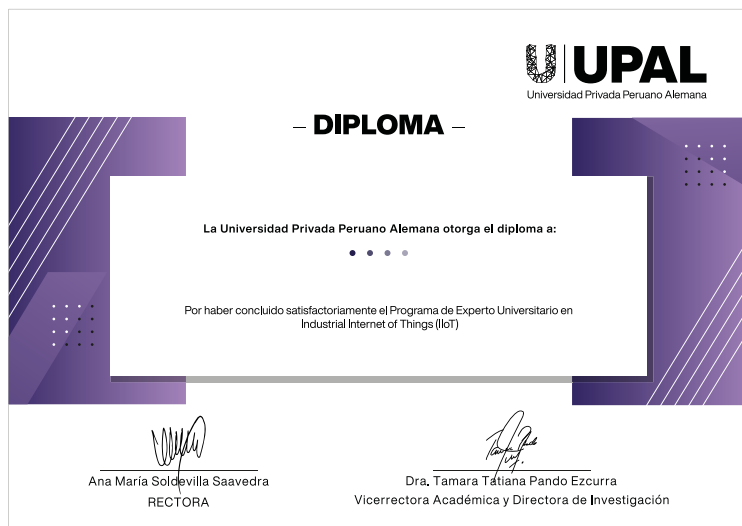 UPAL
Universidad Privada Peruano Alemana
– DIPLOMA –
La Universidad Privada Peruano Alemana otorga el diploma a:
Por haber concluido satisfactoriamente el Programa de Experto Universitario en
Industrial Internet of Things (IIoT)
Ana María Soldevilla Saavedra
RECTORA
Dra. Tamara Tatiana Pando Ezcurra
Vicerrectora Académica y Directora de Investigación